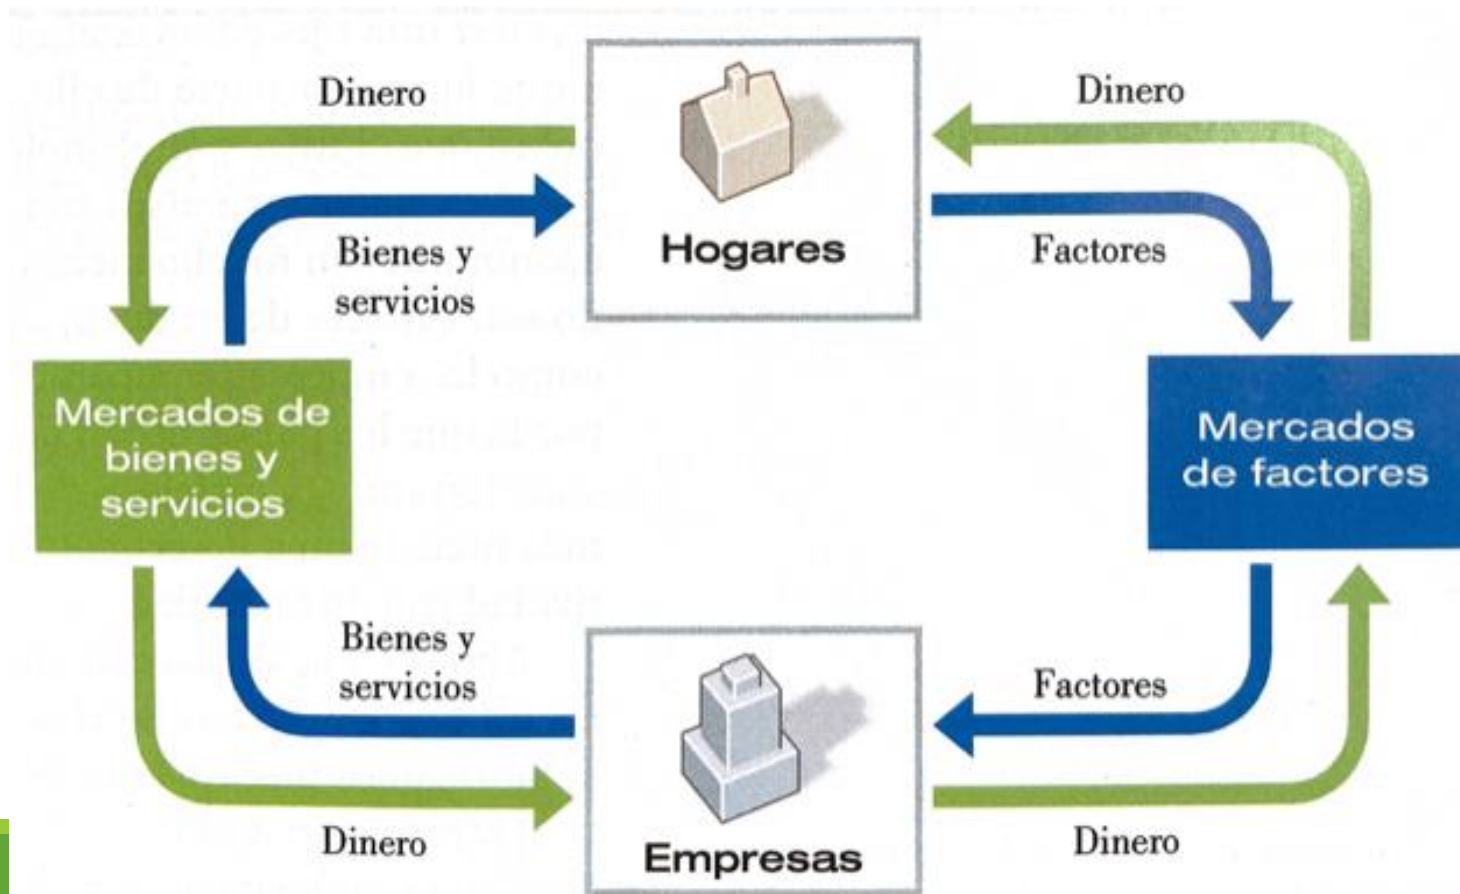 Dinero
Dinero
Bienes y
servicios
Hogares
Factores
Mercados de
bienes y
servicios
Mercados
de factores
Bienes y
servicios
Factores
Dinero
Empresas
Dinero